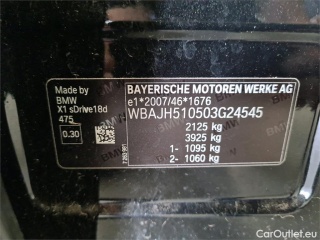 Made by
BMW
X1 sDrive18d
475
0.30
BAYERISCHE MOTOREN WERKE AG
e1*2007/46*1676
WBAJH510503G24545
2125 kg
3925 kg
1- 1095 kg
2- 1060 kg
CarOutlet.eu